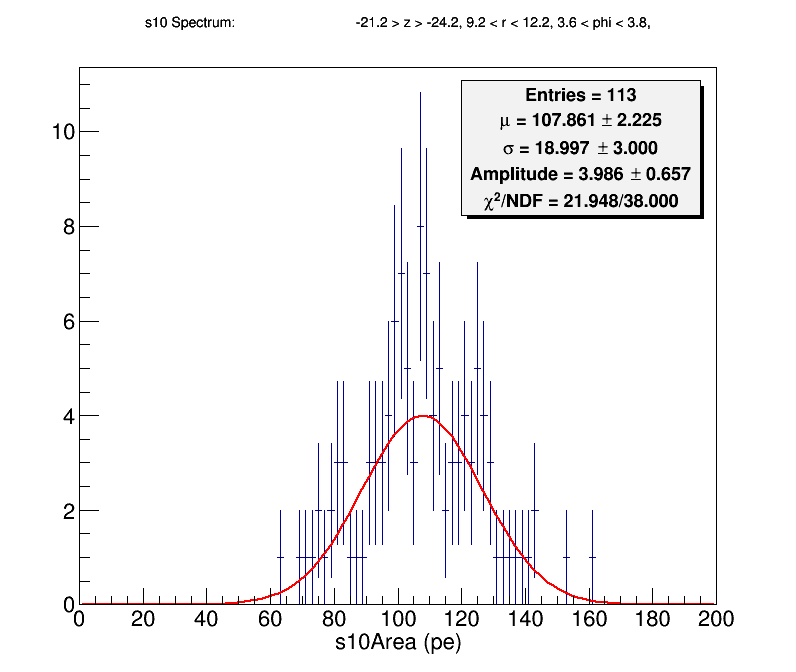 s10 Spectrum: -21.2 > z > -24.2, 9.2 < r < 12.2, 3.6 < phi < 3.8,
Entries = 113
μ = 107.861 ± 2.225
σ = 18.997 ± 3.000
Amplitude = 3.986 ± 0.657
χ²/NDF = 21.948/38.000
10
8
6
4
2
0
0 20 40 60 80 100 120 140 160 180 200
s10Area (pe)